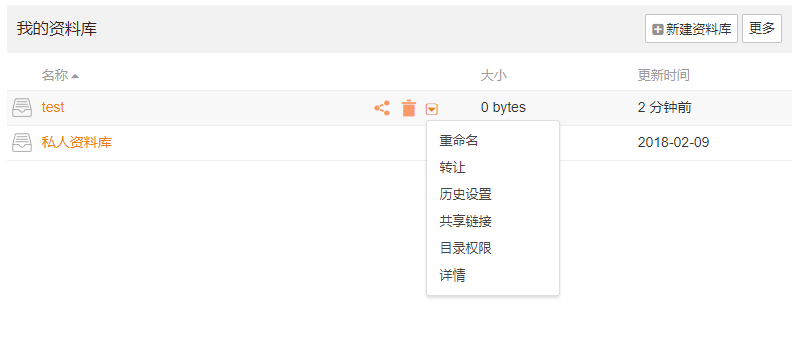 我的资料库 新建资料库 更多
名称 大小 更新时间
test 0 bytes 2 分钟前
私人资料库 2018-02-09
重命名
转让
历史设置
共享链接
目录权限
详情